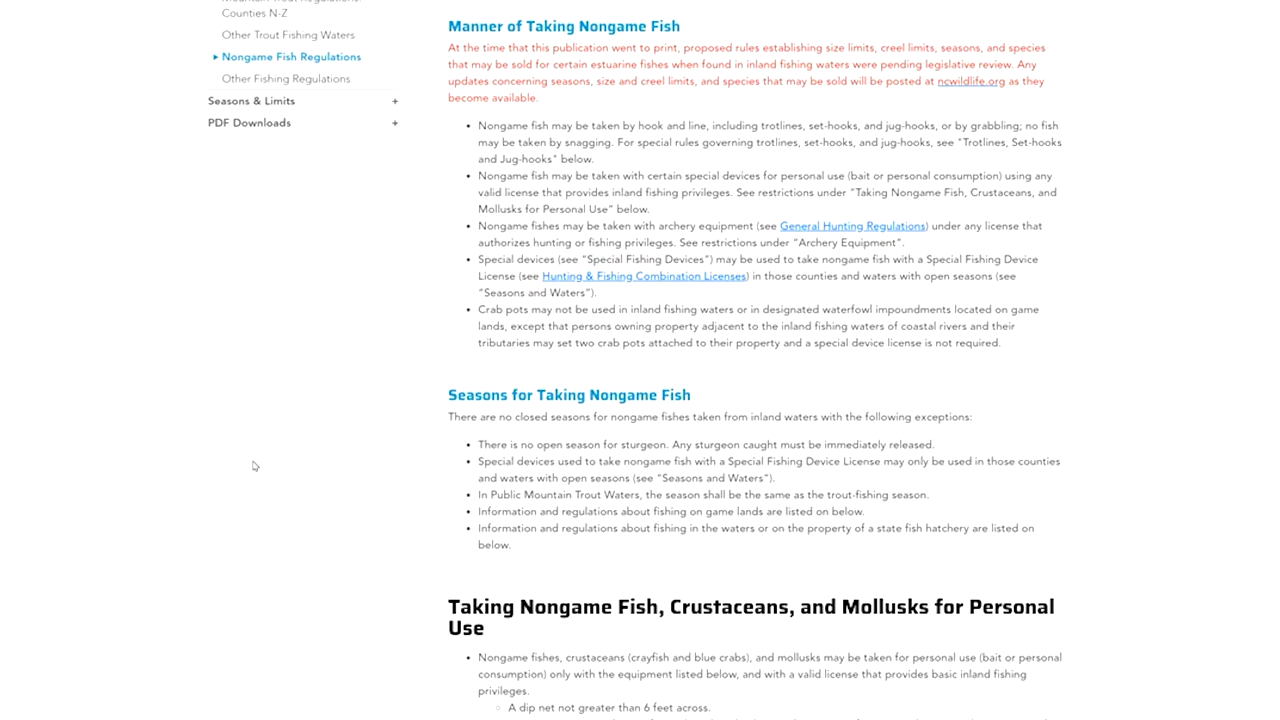 Mountain Trout Regulations:
Counties N-Z
Other Trout Fishing Waters
Nongame Fish Regulations
Other Fishing Regulations
Seasons & Limits +
PDF Downloads +
Manner of Taking Nongame Fish
At the time that this publication went to print, proposed rules establishing size limits, creel limits, seasons, and species
that may be sold for certain estuarine fishes when found in inland fishing waters were pending legislative review. Any
updates concerning seasons, size and creel limits, and species that may be sold will be posted at ncwildlife.org as they
become available.
• Nongame fish may be taken by hook and line, including trotlines, set-hooks, and jug-hooks, or by grabbling; no fish
may be taken by snagging. For special rules governing trotlines, set-hooks, and jug-hooks, see "Trotlines, Set-hooks
and Jug-hooks" below.
• Nongame fish may be taken with certain special devices for personal use (bait or personal consumption) using any
valid license that provides inland fishing privileges. See restrictions under "Taking Nongame Fish, Crustaceans, and
Mollusks for Personal Use" below.
• Nongame fishes may be taken with archery equipment (see General Hunting Regulations) under any license that
authorizes hunting or fishing privileges. See restrictions under “Archery Equipment”.
• Special devices (see “Special Fishing Devices”) may be used to take nongame fish with a Special Fishing Device
License (see Hunting & Fishing Combination Licenses) in those counties and waters with open seasons (see
“Seasons and Waters”).
• Crab pots may not be used in inland fishing waters or in designated waterfowl impoundments located on game
lands, except that persons owning property adjacent to the inland fishing waters of coastal rivers and their
tributaries may set two crab pots attached to their property and a special device license is not required.
Seasons for Taking Nongame Fish
There are no closed seasons for nongame fishes taken from inland waters with the following exceptions:
• There is no open season for sturgeon. Any sturgeon caught must be immediately released.
• Special devices used to take nongame fish with a Special Fishing Device License may only be used in those counties
and waters with open seasons (see "Seasons and Waters").
• In Public Mountain Trout Waters, the season shall be the same as the trout-fishing season.
• Information and regulations about fishing on game lands are listed on below.
• Information and regulations about fishing in the waters or on the property of a state fish hatchery are listed on
below.
Taking Nongame Fish, Crustaceans, and Mollusks for Personal
Use
• Nongame fishes, crustaceans (crayfish and blue crabs), and mollusks may be taken for personal use (bait or personal
consumption) only with the equipment listed below, and with a valid license that provides basic inland fishing
privileges.
◦ A dip net not greater than 6 feet across.